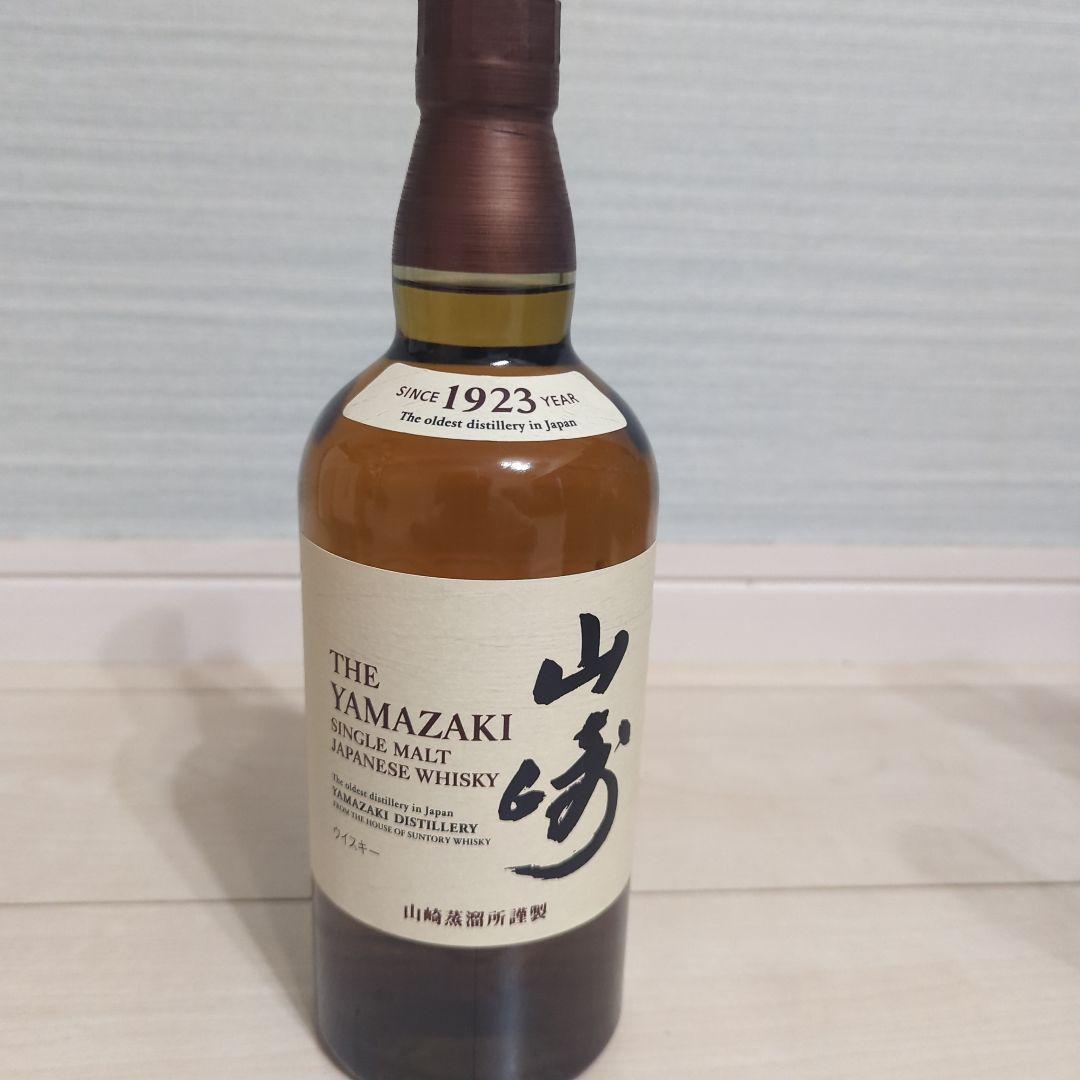 SINCE 1923 YEAR
The oldest distillery in Japan
THE
YAMAZAKI
SINGLE MALT
JAPANESE WHISKY
The oldest distillery in Japan
YAMAZAKI DISTILLERY
FROM THE HOUSE OF SUNTORY WHISKY
ウイスキー
山崎
山崎蒸溜所謹製